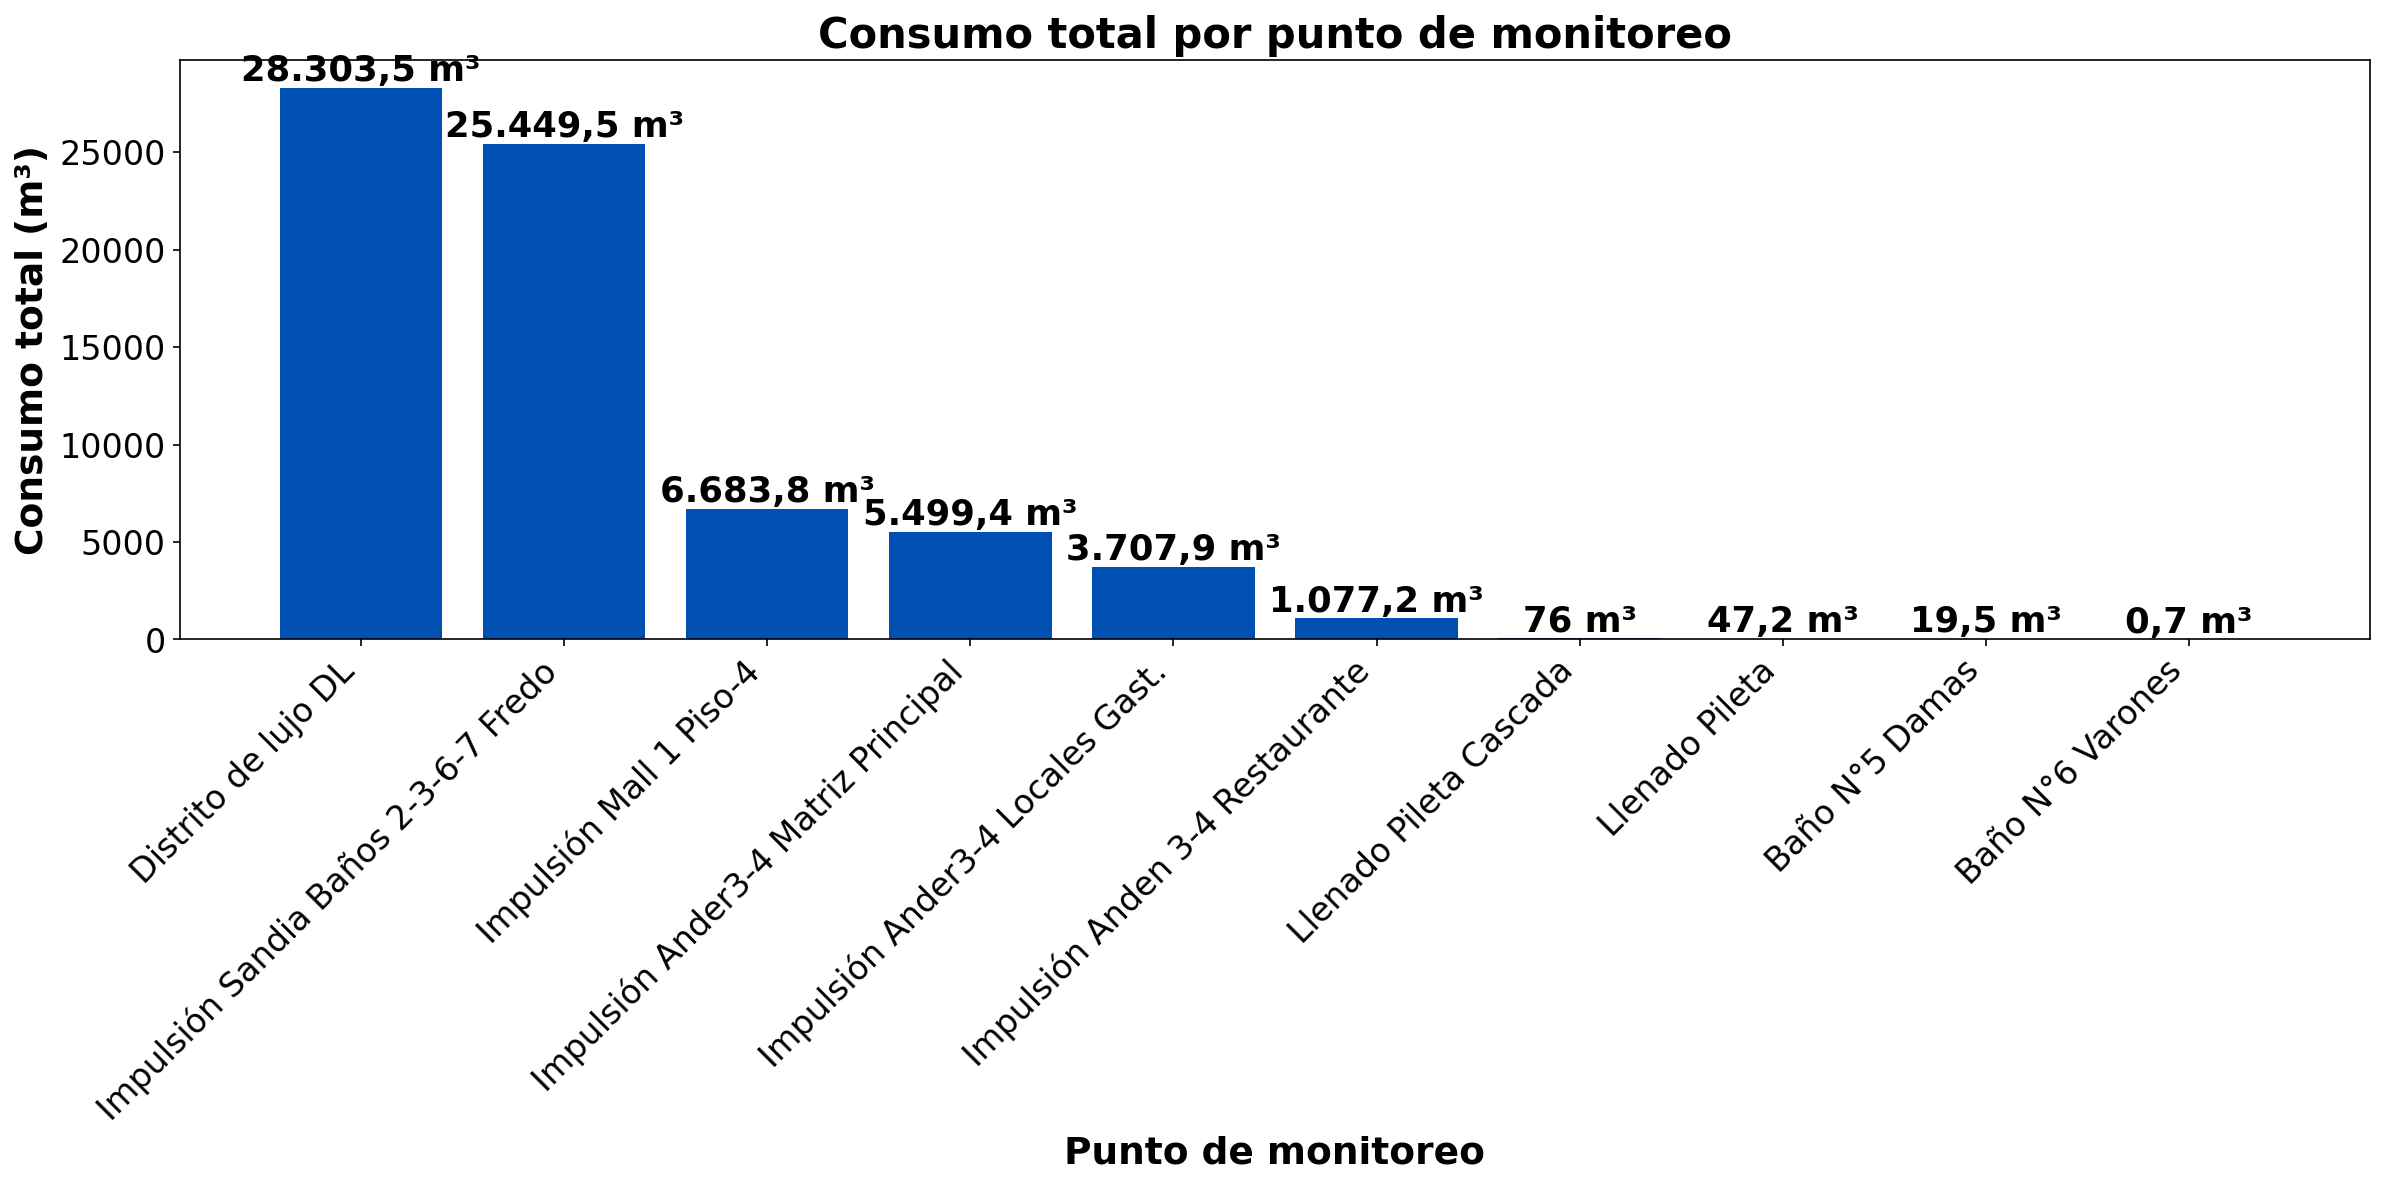 Consumo total por punto de monitoreo
Consumo total (m³)
25000
20000
15000
10000
5000
0
28.303,5 m³
25.449,5 m³
6.683,8 m³
5.499,4 m³
3.707,9 m³
1.077,2 m³
76 m³
47,2 m³
19,5 m³
0,7 m³
Distrito de lujo DL
Impulsión Sandia Baños 2-3-6-7 Fredo
Impulsión Mall 1 Piso-4
Impulsión Ander3-4 Matriz Principal
Impulsión Ander3-4 Locales Gast.
Impulsión Anden 3-4 Restaurante
Llenado Pileta Cascada
Llenado Pileta
Baño N°5 Damas
Baño N°6 Varones
Punto de monitoreo